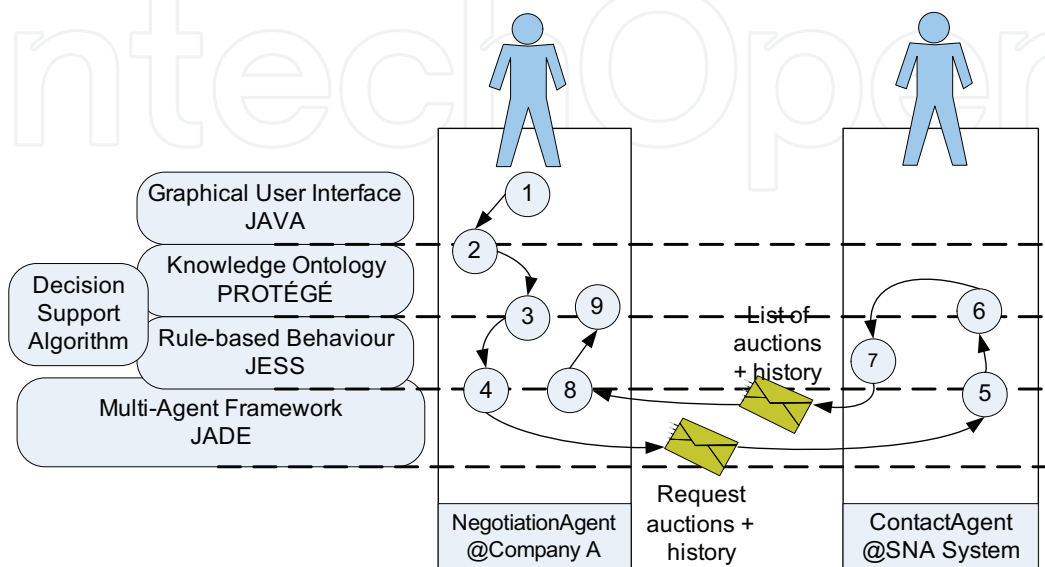 ntechOpen
1
Graphical User Interface
JAVA
2
Knowledge Ontology
PROTÉGÉ
Decision
Support
Algorithm
3
9
List of
auctions
+ history
6
Rule-based Behaviour
JESS
7
4
8
5
Multi-Agent Framework
JADE
Request
auctions +
history
NegotiationAgent
@Company A
ContactAgent
@SNA System